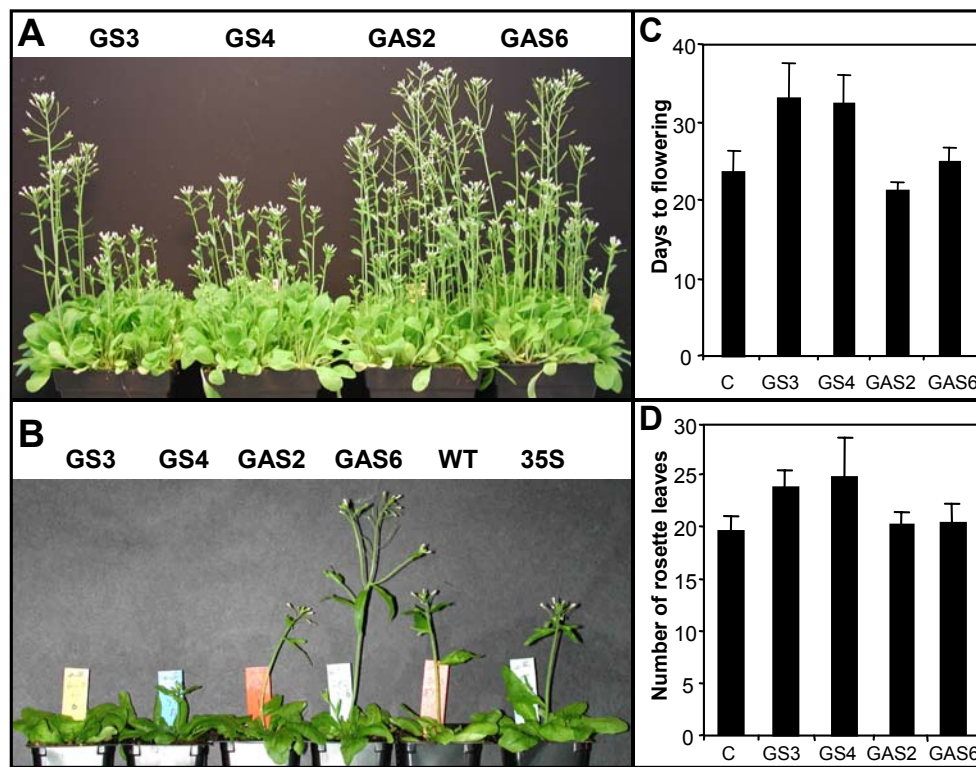 A
GS3 GS4 GAS2 GAS6
B
GS3 GS4 GAS2 GAS6 WT 35S
C
Days to flowering
40
30
20
10
0
C GS3 GS4 GAS2 GAS6
D
Number of rosette leaves
30
25
20
15
10
5
0
C GS3 GS4 GAS2 GAS6